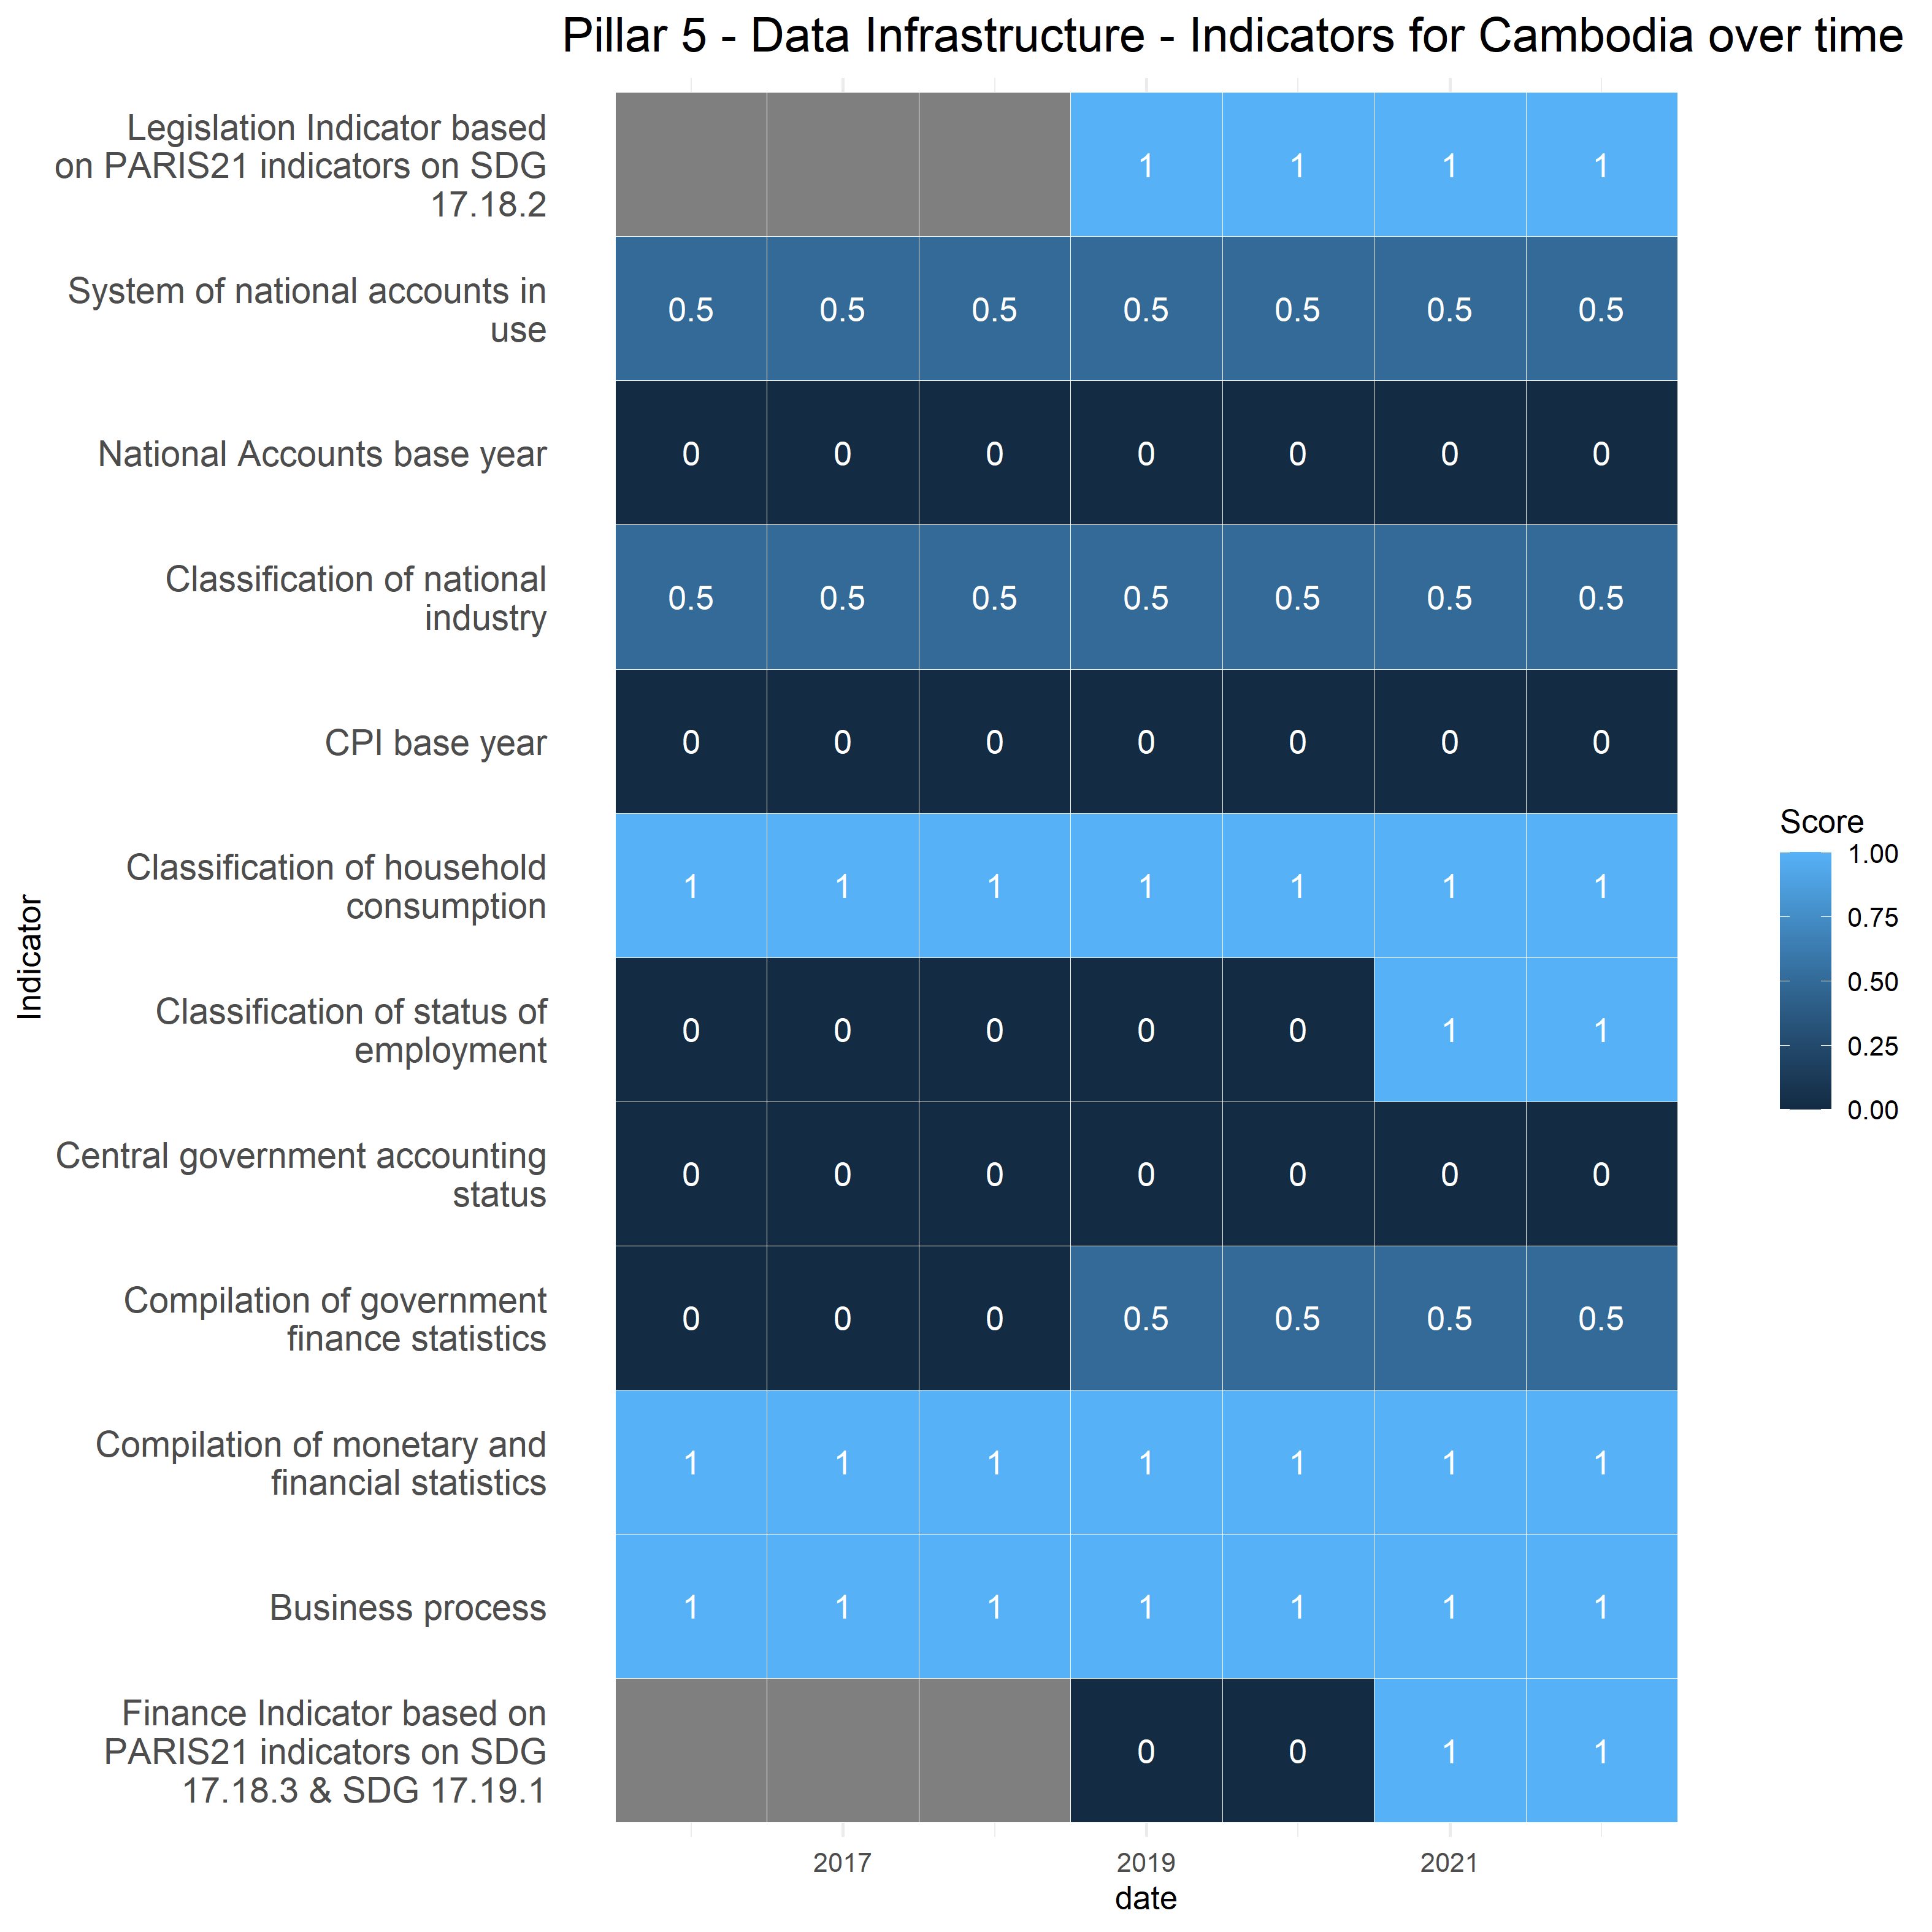 Pillar 5 - Data Infrastructure - Indicators for Cambodia over time
Legislation Indicator based
on PARIS21 indicators on SDG
17.18.2
1 1 1 1
System of national accounts in
use
0.5 0.5 0.5 0.5 0.5 0.5 0.5
National Accounts base year
0 0 0 0 0 0 0
Classification of national
industry
0.5 0.5 0.5 0.5 0.5 0.5 0.5
CPI base year
0 0 0 0 0 0 0
Classification of household
consumption
1 1 1 1 1 1 1
Classification of status of
employment
0 0 0 0 0 1 1
Central government accounting
status
0 0 0 0 0 0 0
Compilation of government
finance statistics
0 0 0 0.5 0.5 0.5 0.5
Compilation of monetary and
financial statistics
1 1 1 1 1 1 1
Business process
1 1 1 1 1 1 1
Finance Indicator based on
PARIS21 indicators on SDG
17.18.3 & SDG 17.19.1
0 0 1 1
2017 2019 2021
date
Indicator
Score
1.00
0.75
0.50
0.25
0.00